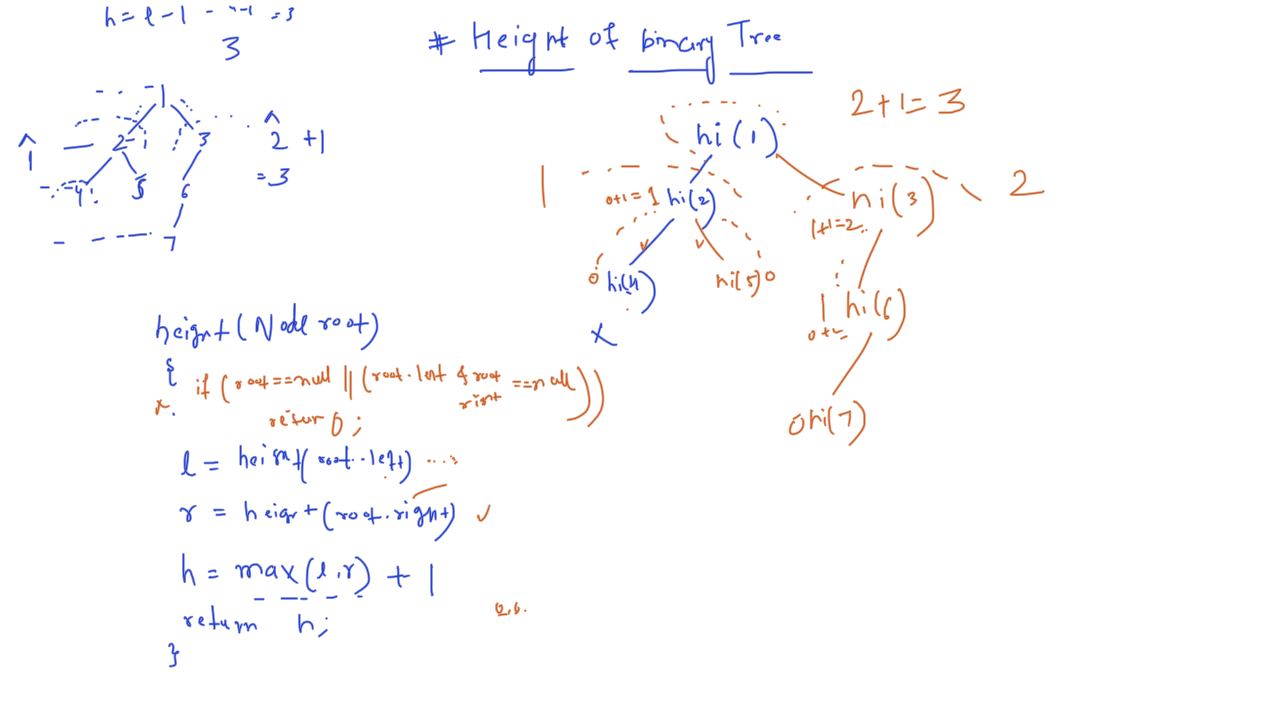 h = l - 1 - 4-1 = 3
3
# Height of binary Tree
1
2 3
4 5 6
7
1
2 + 1
= 3
2+1= 3
hi(1)
1
0+1= 1 hi(2)
hi(3)
2
1+1=2
0 hi(4)
hi(5) 0
1 hi(6)
0+1=
0 hi(7)
x
height(Node root)
{
x. if (root==null || (root.left & root right ==null))
return 0;
l = height(root.left) ....
r = height(root.right) ✓
h = max(l,r) + 1
return h;
}